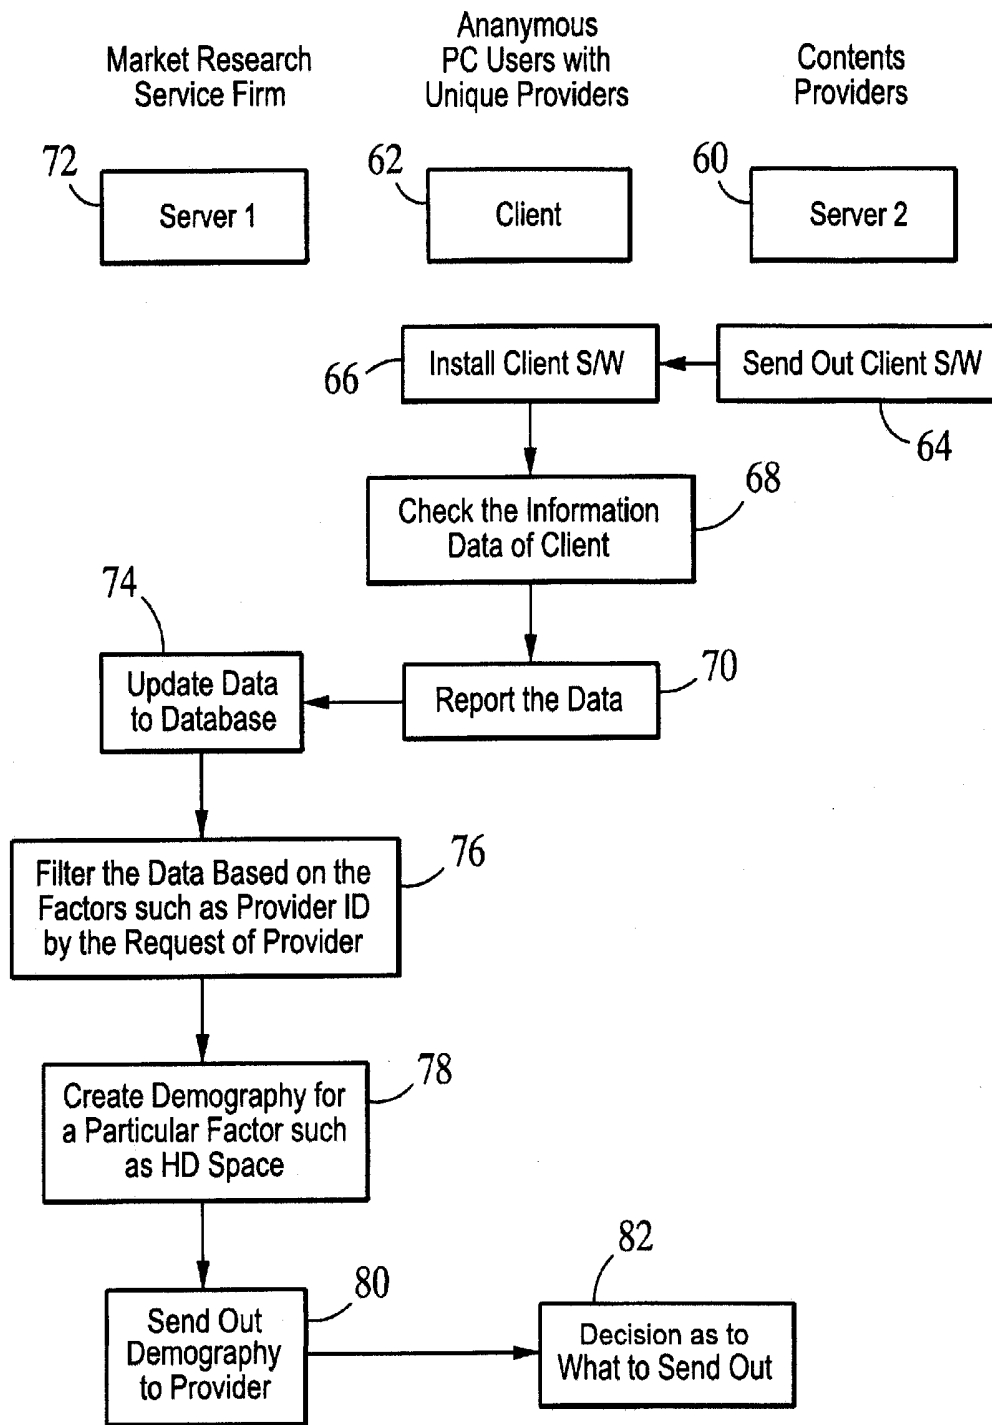 Market Research
Service Firm
Ananymous
PC Users with
Unique Providers
Contents
Providers
72
Server 1
62
Client
60
Server 2
66
Install Client S/W
Send Out Client S/W
64
68
Check the Information
Data of Client
74
Update Data
to Database
Report the Data
70
76
Filter the Data Based on the
Factors such as Provider ID
by the Request of Provider
78
Create Demography for
a Particular Factor such
as HD Space
80
Send Out
Demography
to Provider
82
Decision as to
What to Send Out